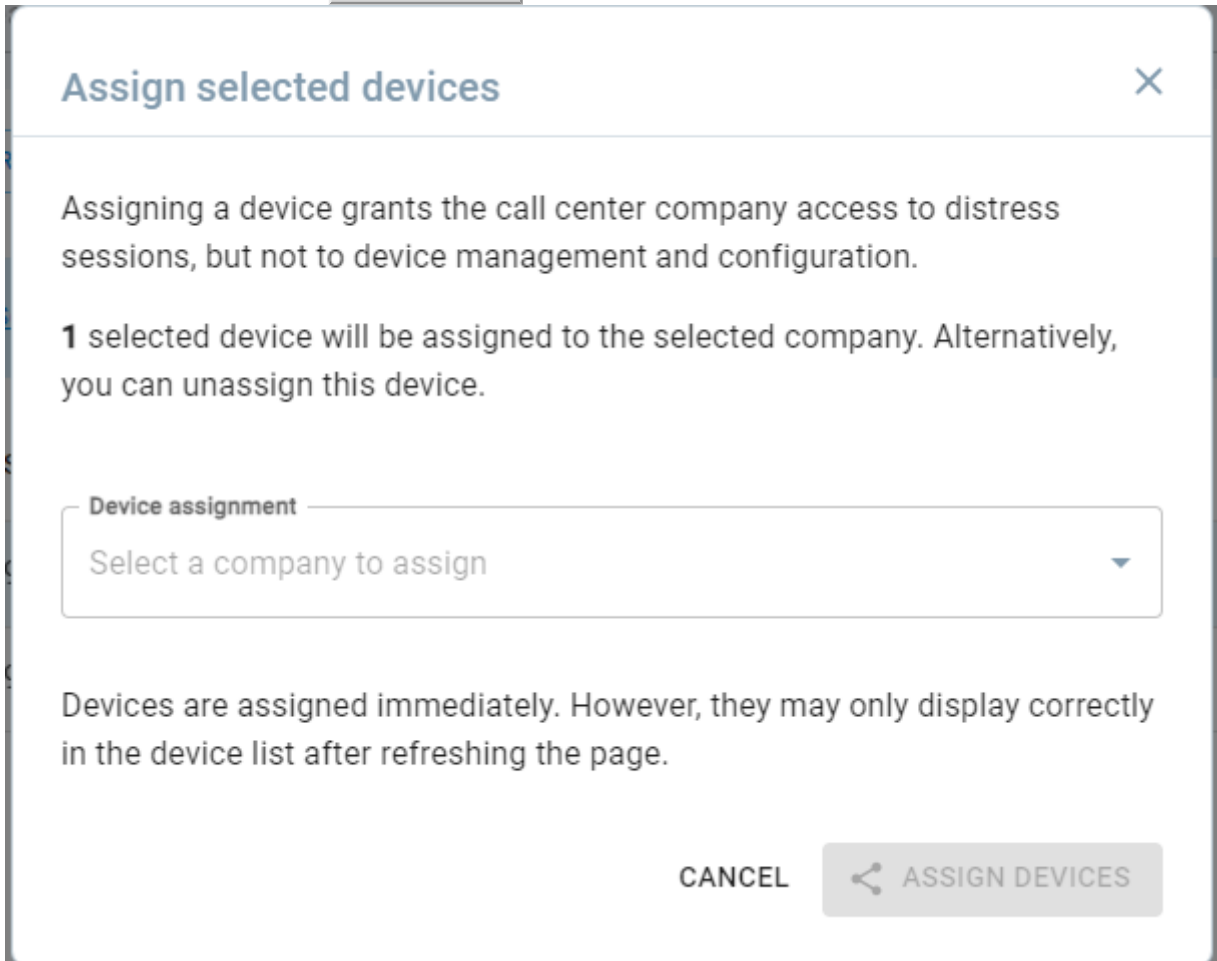 Assign selected devices
Assigning a device grants the call center company access to distress
sessions, but not to device management and configuration.
1 selected device will be assigned to the selected company. Alternatively,
you can unassign this device.
Device assignment
Select a company to assign
Devices are assigned immediately. However, they may only display correctly
in the device list after refreshing the page.
CANCEL
ASSIGN DEVICES